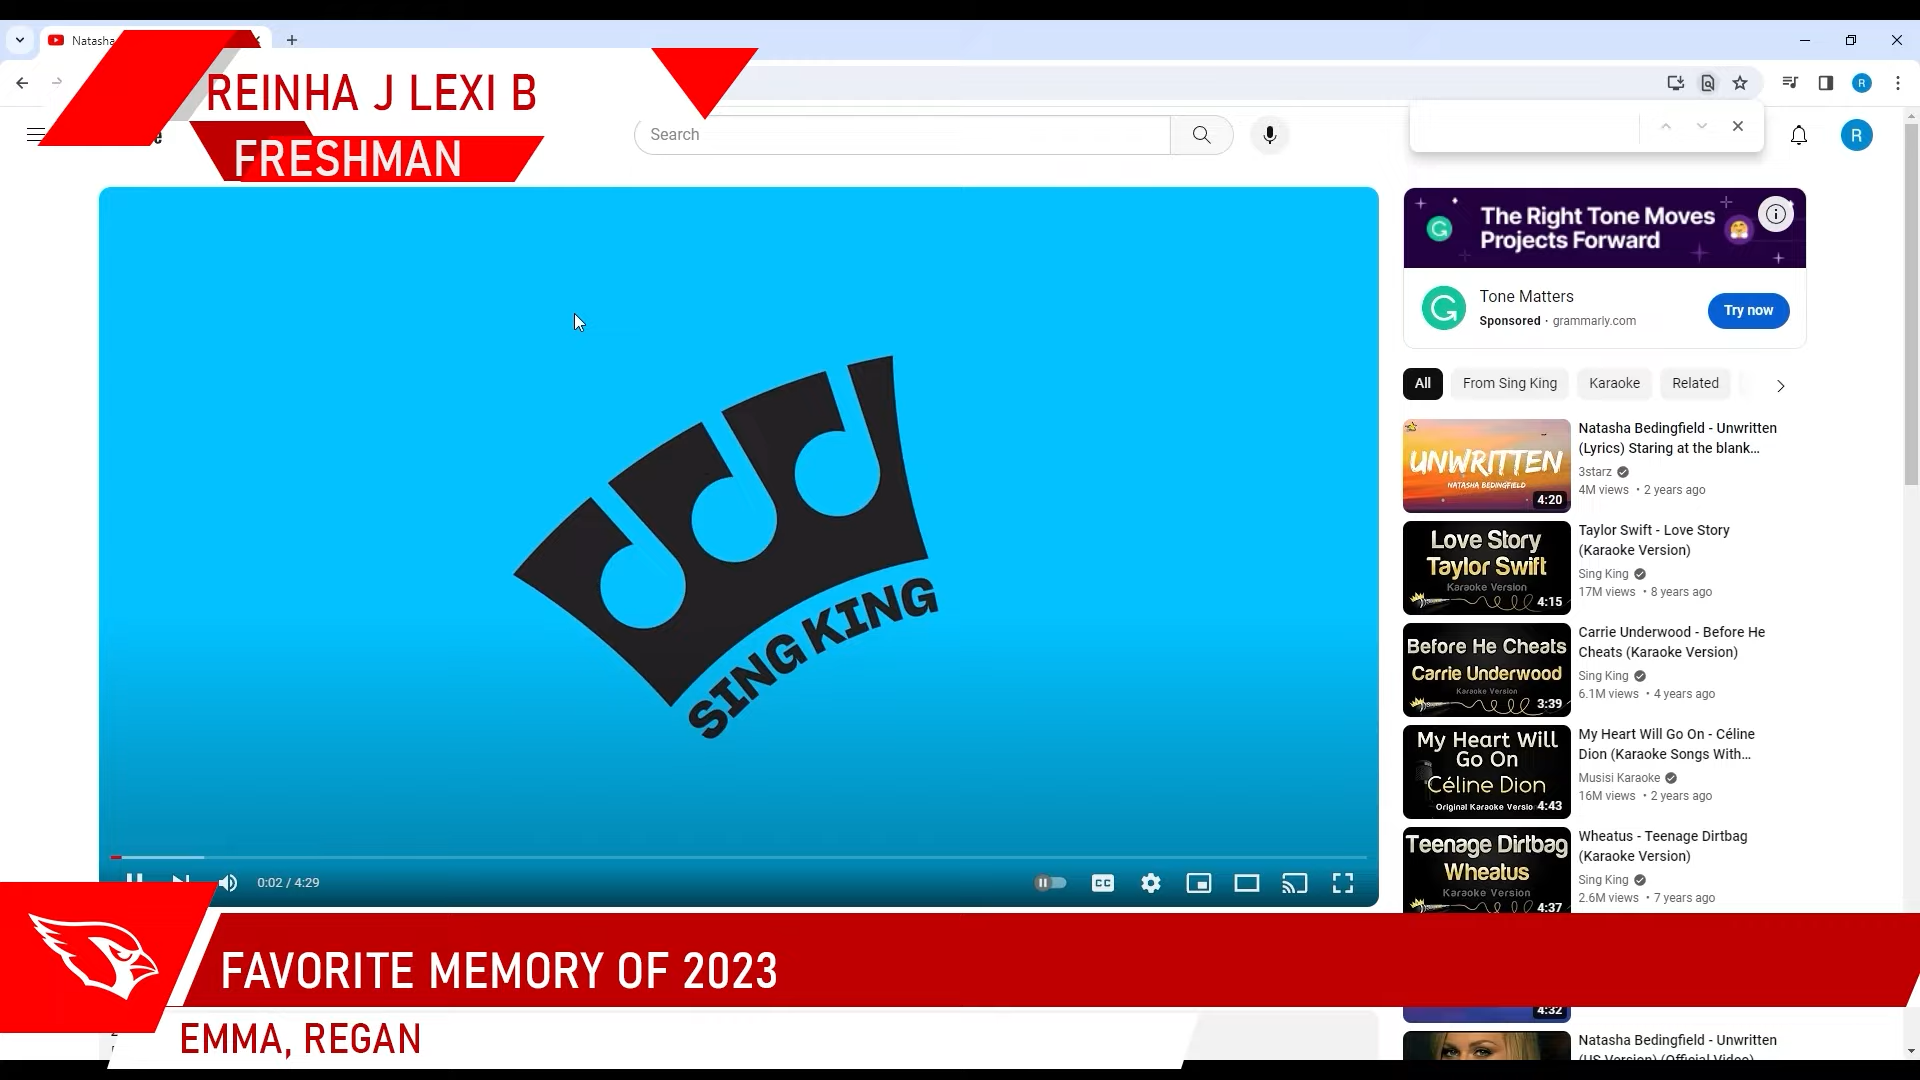 Natasha
REINHA J LEXI B
FRESHMAN
Search
R
R
SING KING
0:02 / 4:29
CC
The Right Tone Moves
Projects Forward
Tone Matters
Sponsored · grammarly.com
Try now
All
From Sing King
Karaoke
Related
UNWRITTEN
NATASHA BEDINGFIELD
4:20
Natasha Bedingfield - Unwritten
(Lyrics) Staring at the blank...
3starz
4M views • 2 years ago
Love Story
Taylor Swift
Karaoke Version
4:15
Taylor Swift - Love Story
(Karaoke Version)
Sing King
17M views • 8 years ago
Before He Cheats
Carrie Underwood
Karaoke Version
3:39
Carrie Underwood - Before He
Cheats (Karaoke Version)
Sing King
6.1M views • 4 years ago
My Heart Will
Go On
Céline Dion
Original Karaoke Versio
4:43
My Heart Will Go On - Céline
Dion (Karaoke Songs With...
Musisi Karaoke
16M views • 2 years ago
Teenage Dirtbag
Wheatus
Karaoke Version
4:37
Wheatus - Teenage Dirtbag
(Karaoke Version)
Sing King
2.6M views • 7 years ago
FAVORITE MEMORY OF 2023
EMMA, REGAN
4:32
Natasha Bedingfield - Unwritten
(US Version) (Official Video)